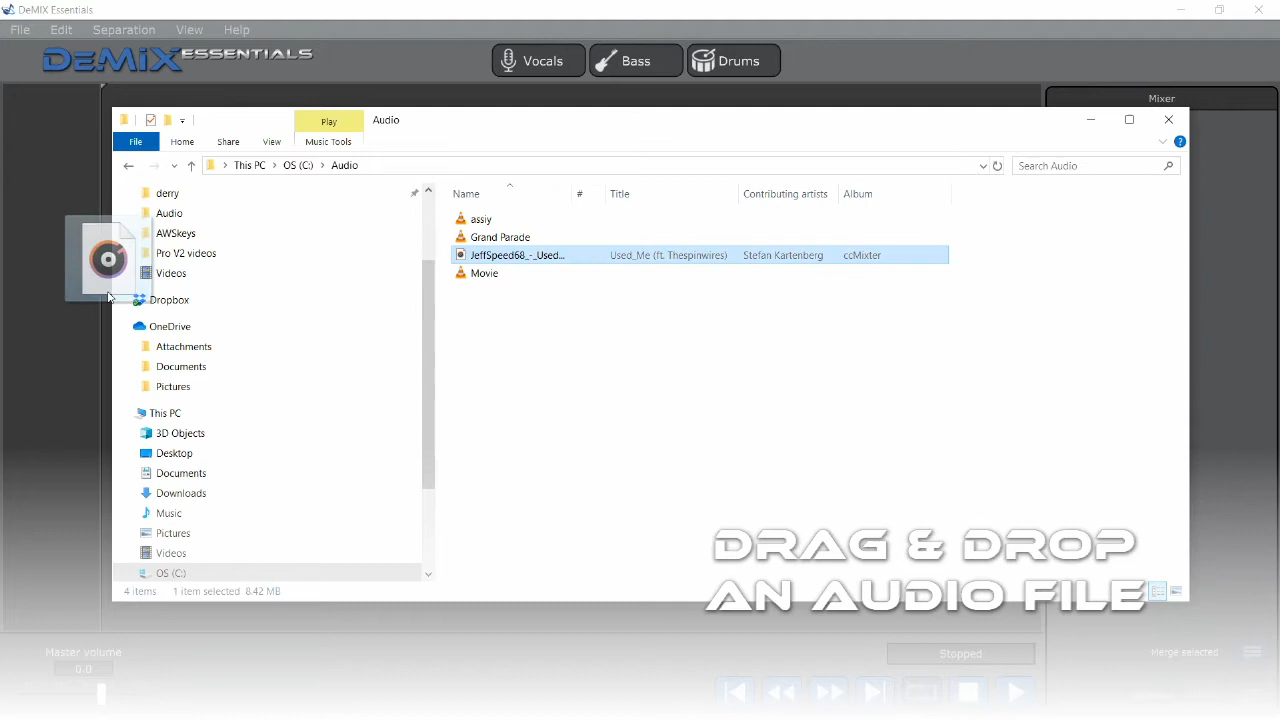 DeMIX Essentials
File Edit Separation View Help
DeMIX ESSENTIALS
Vocals Bass Drums
Mixer
Play Audio
File Home Share View Music Tools
This PC OS (C:) Audio
Search Audio
derry
Audio
AWSkeys
Pro V2 videos
Videos
Dropbox
OneDrive
Attachments
Documents
Pictures
This PC
3D Objects
Desktop
Documents
Downloads
Music
Pictures
Videos
OS (C:)
Name # Title Contributing artists Album
assiy
Grand Parade
JeffSpeed68_-_Used... Used_Me (ft. Thespinwires) Stefan Kartenberg ccMixter
Movie
4 items 1 item selected 8.42 MB
DRAG & DROP
AN AUDIO FILE
Master volume
0.0
Stopped
Merge selected